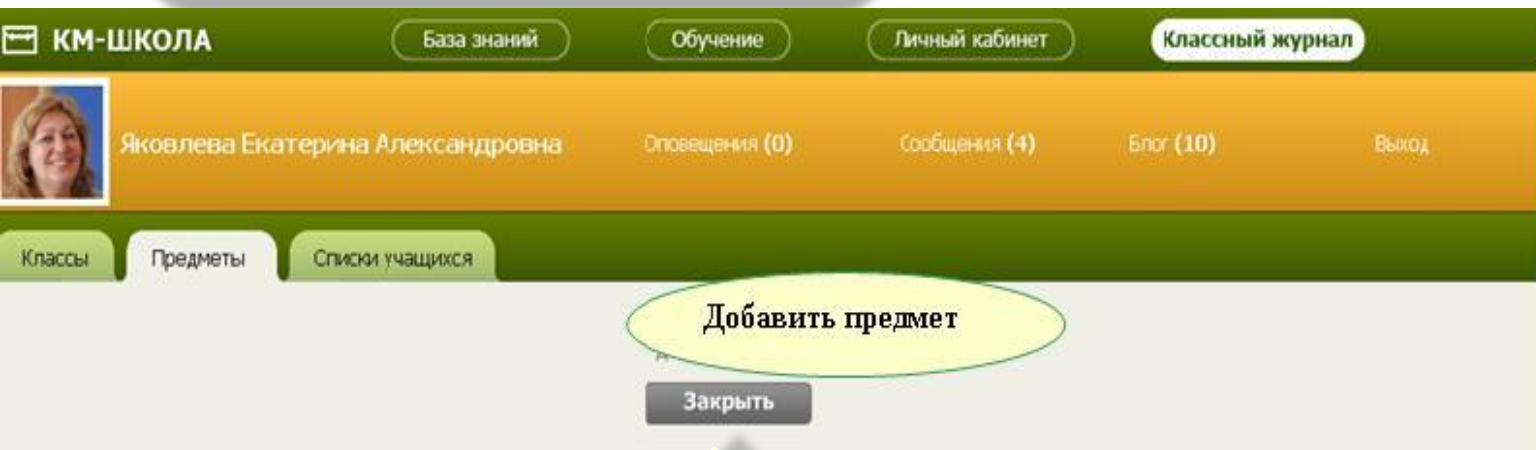 КМ-ШКОЛА База знаний Обучение Личный кабинет Классный журнал
Яковлева Екатерина Александровна Оповещения (0) Сообщения (4) Блог (10) Выход
Классы Предметы Списки учащихся
Добавить предмет
Закрыть